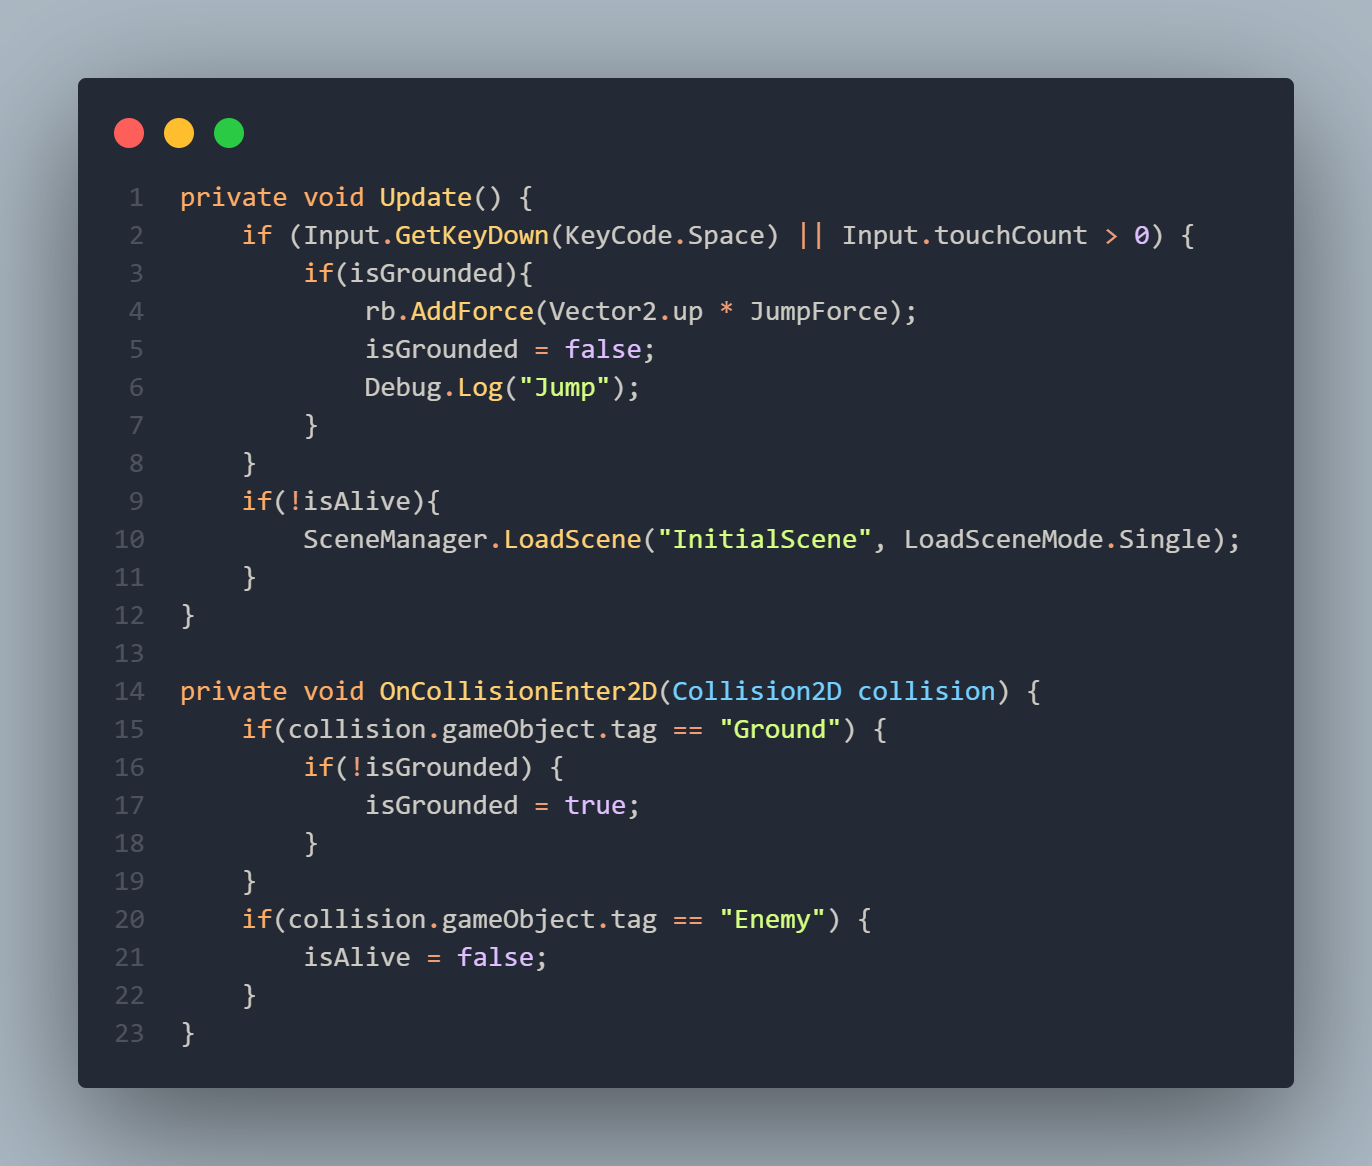 1 private void Update() {
2     if (Input.GetKeyDown(KeyCode.Space) || Input.touchCount > 0) {
3         if(isGrounded){
4             rb.AddForce(Vector2.up * JumpForce);
5             isGrounded = false;
6             Debug.Log("Jump");
7         }
8     }
9     if(!isAlive){
10         SceneManager.LoadScene("InitialScene", LoadSceneMode.Single);
11     }
12 }
13
14 private void OnCollisionEnter2D(Collision2D collision) {
15     if(collision.gameObject.tag == "Ground") {
16         if(!isGrounded) {
17             isGrounded = true;
18         }
19     }
20     if(collision.gameObject.tag == "Enemy") {
21         isAlive = false;
22     }
23 }